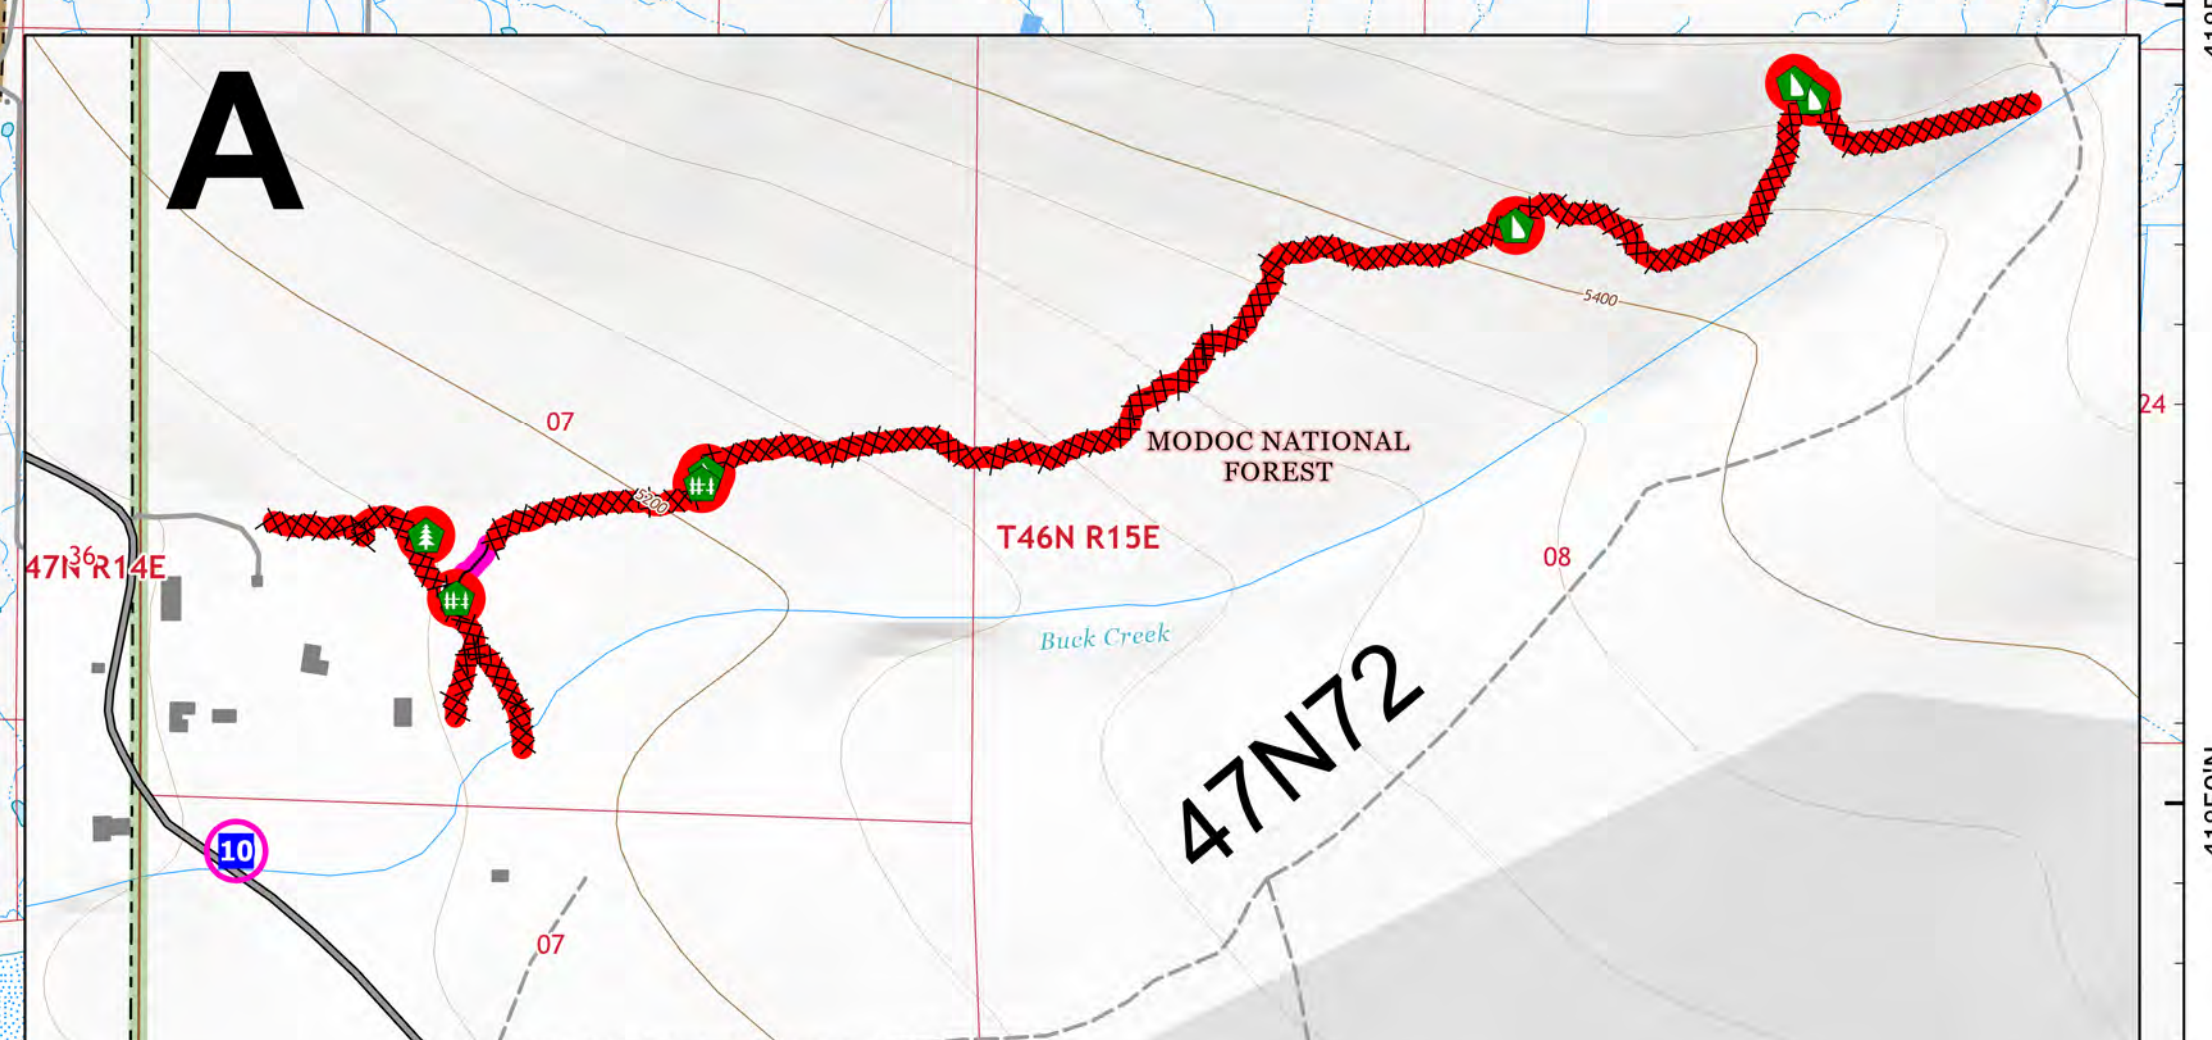 A
5400
07
MODOC NATIONAL
FOREST
24
5200
T46N R15E
36
47N R14E
08
Buck Creek
47N72
10
07